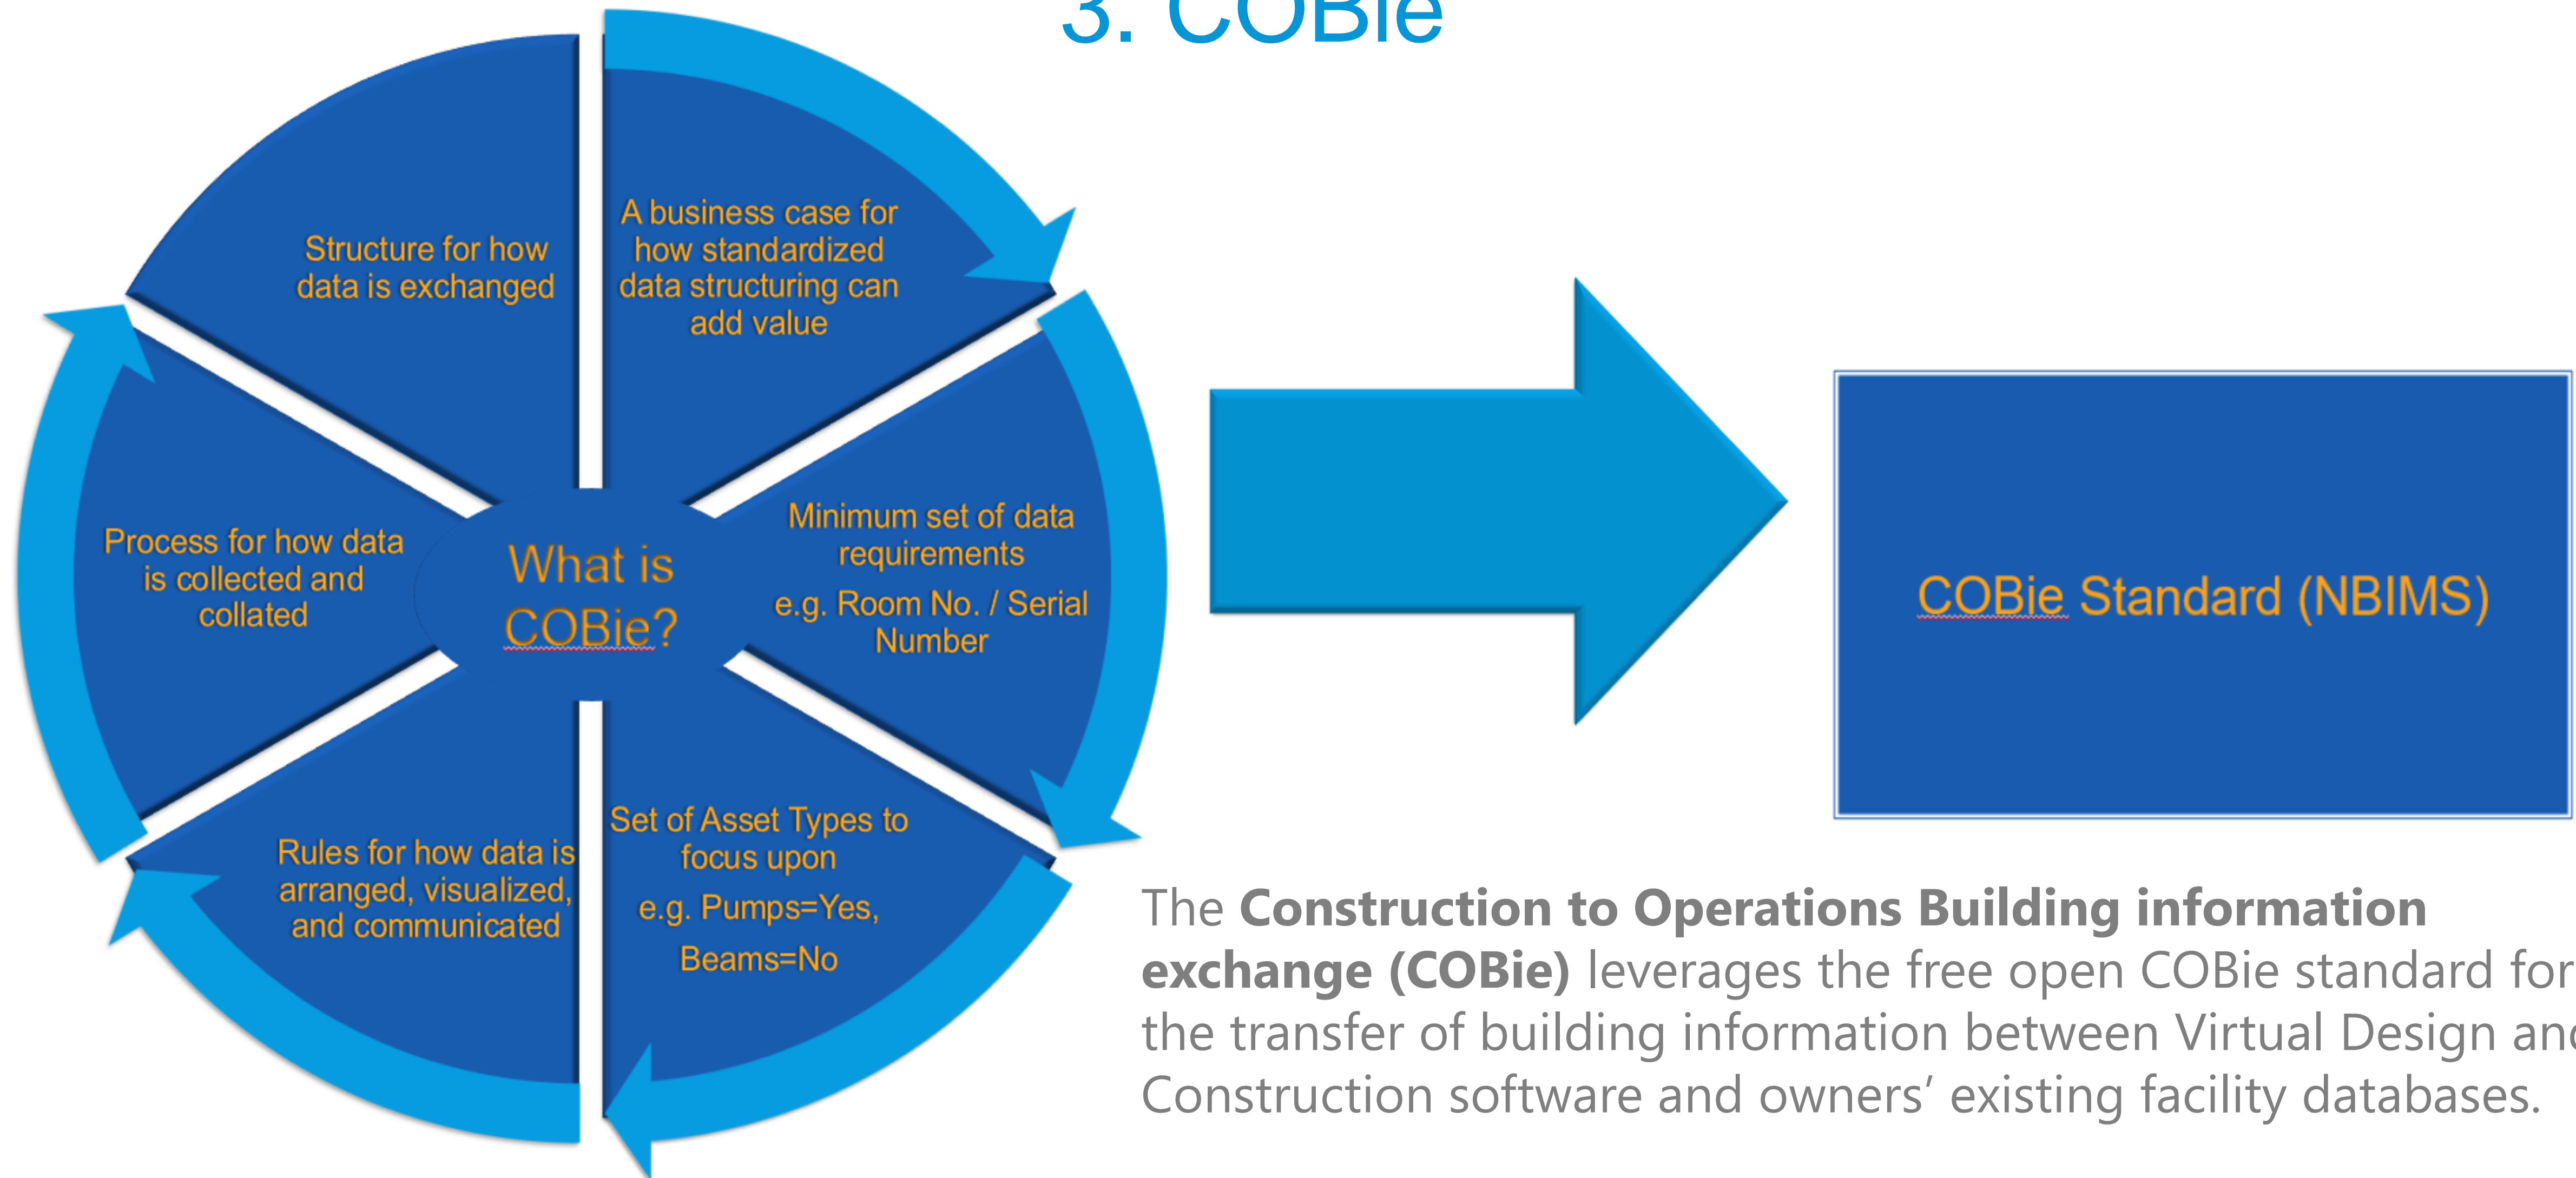 3. COBie
A business case for
how standardized
data structuring can
add value
Minimum set of data
requirements
e.g. Room No. / Serial
Number
Set of Asset Types to
focus upon
e.g. Pumps=Yes,
Beams=No
Rules for how data is
arranged, visualized,
and communicated
Process for how data
is collected and
collated
Structure for how
data is exchanged
What is
COBie?
COBie Standard (NBIMS)
The Construction to Operations Building information
exchange (COBie) leverages the free open COBie standard for
the transfer of building information between Virtual Design and
Construction software and owners’ existing facility databases.